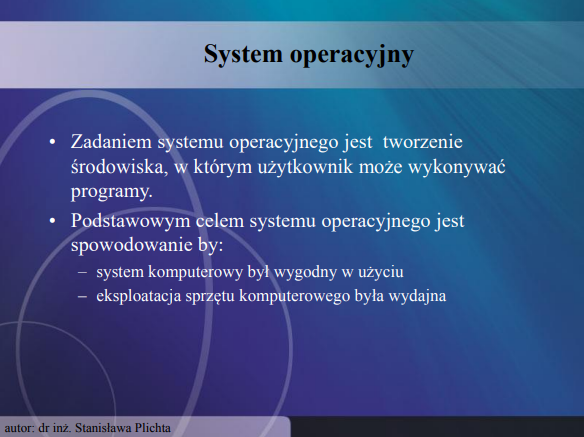 System operacyjny
• Zadaniem systemu operacyjnego jest tworzenie
środowiska, w którym użytkownik może wykonywać
programy.
• Podstawowym celem systemu operacyjnego jest
spowodowanie by:
– system komputerowy był wygodny w użyciu
– eksploatacja sprzętu komputerowego była wydajna
autor: dr inż. Stanisława Plichta